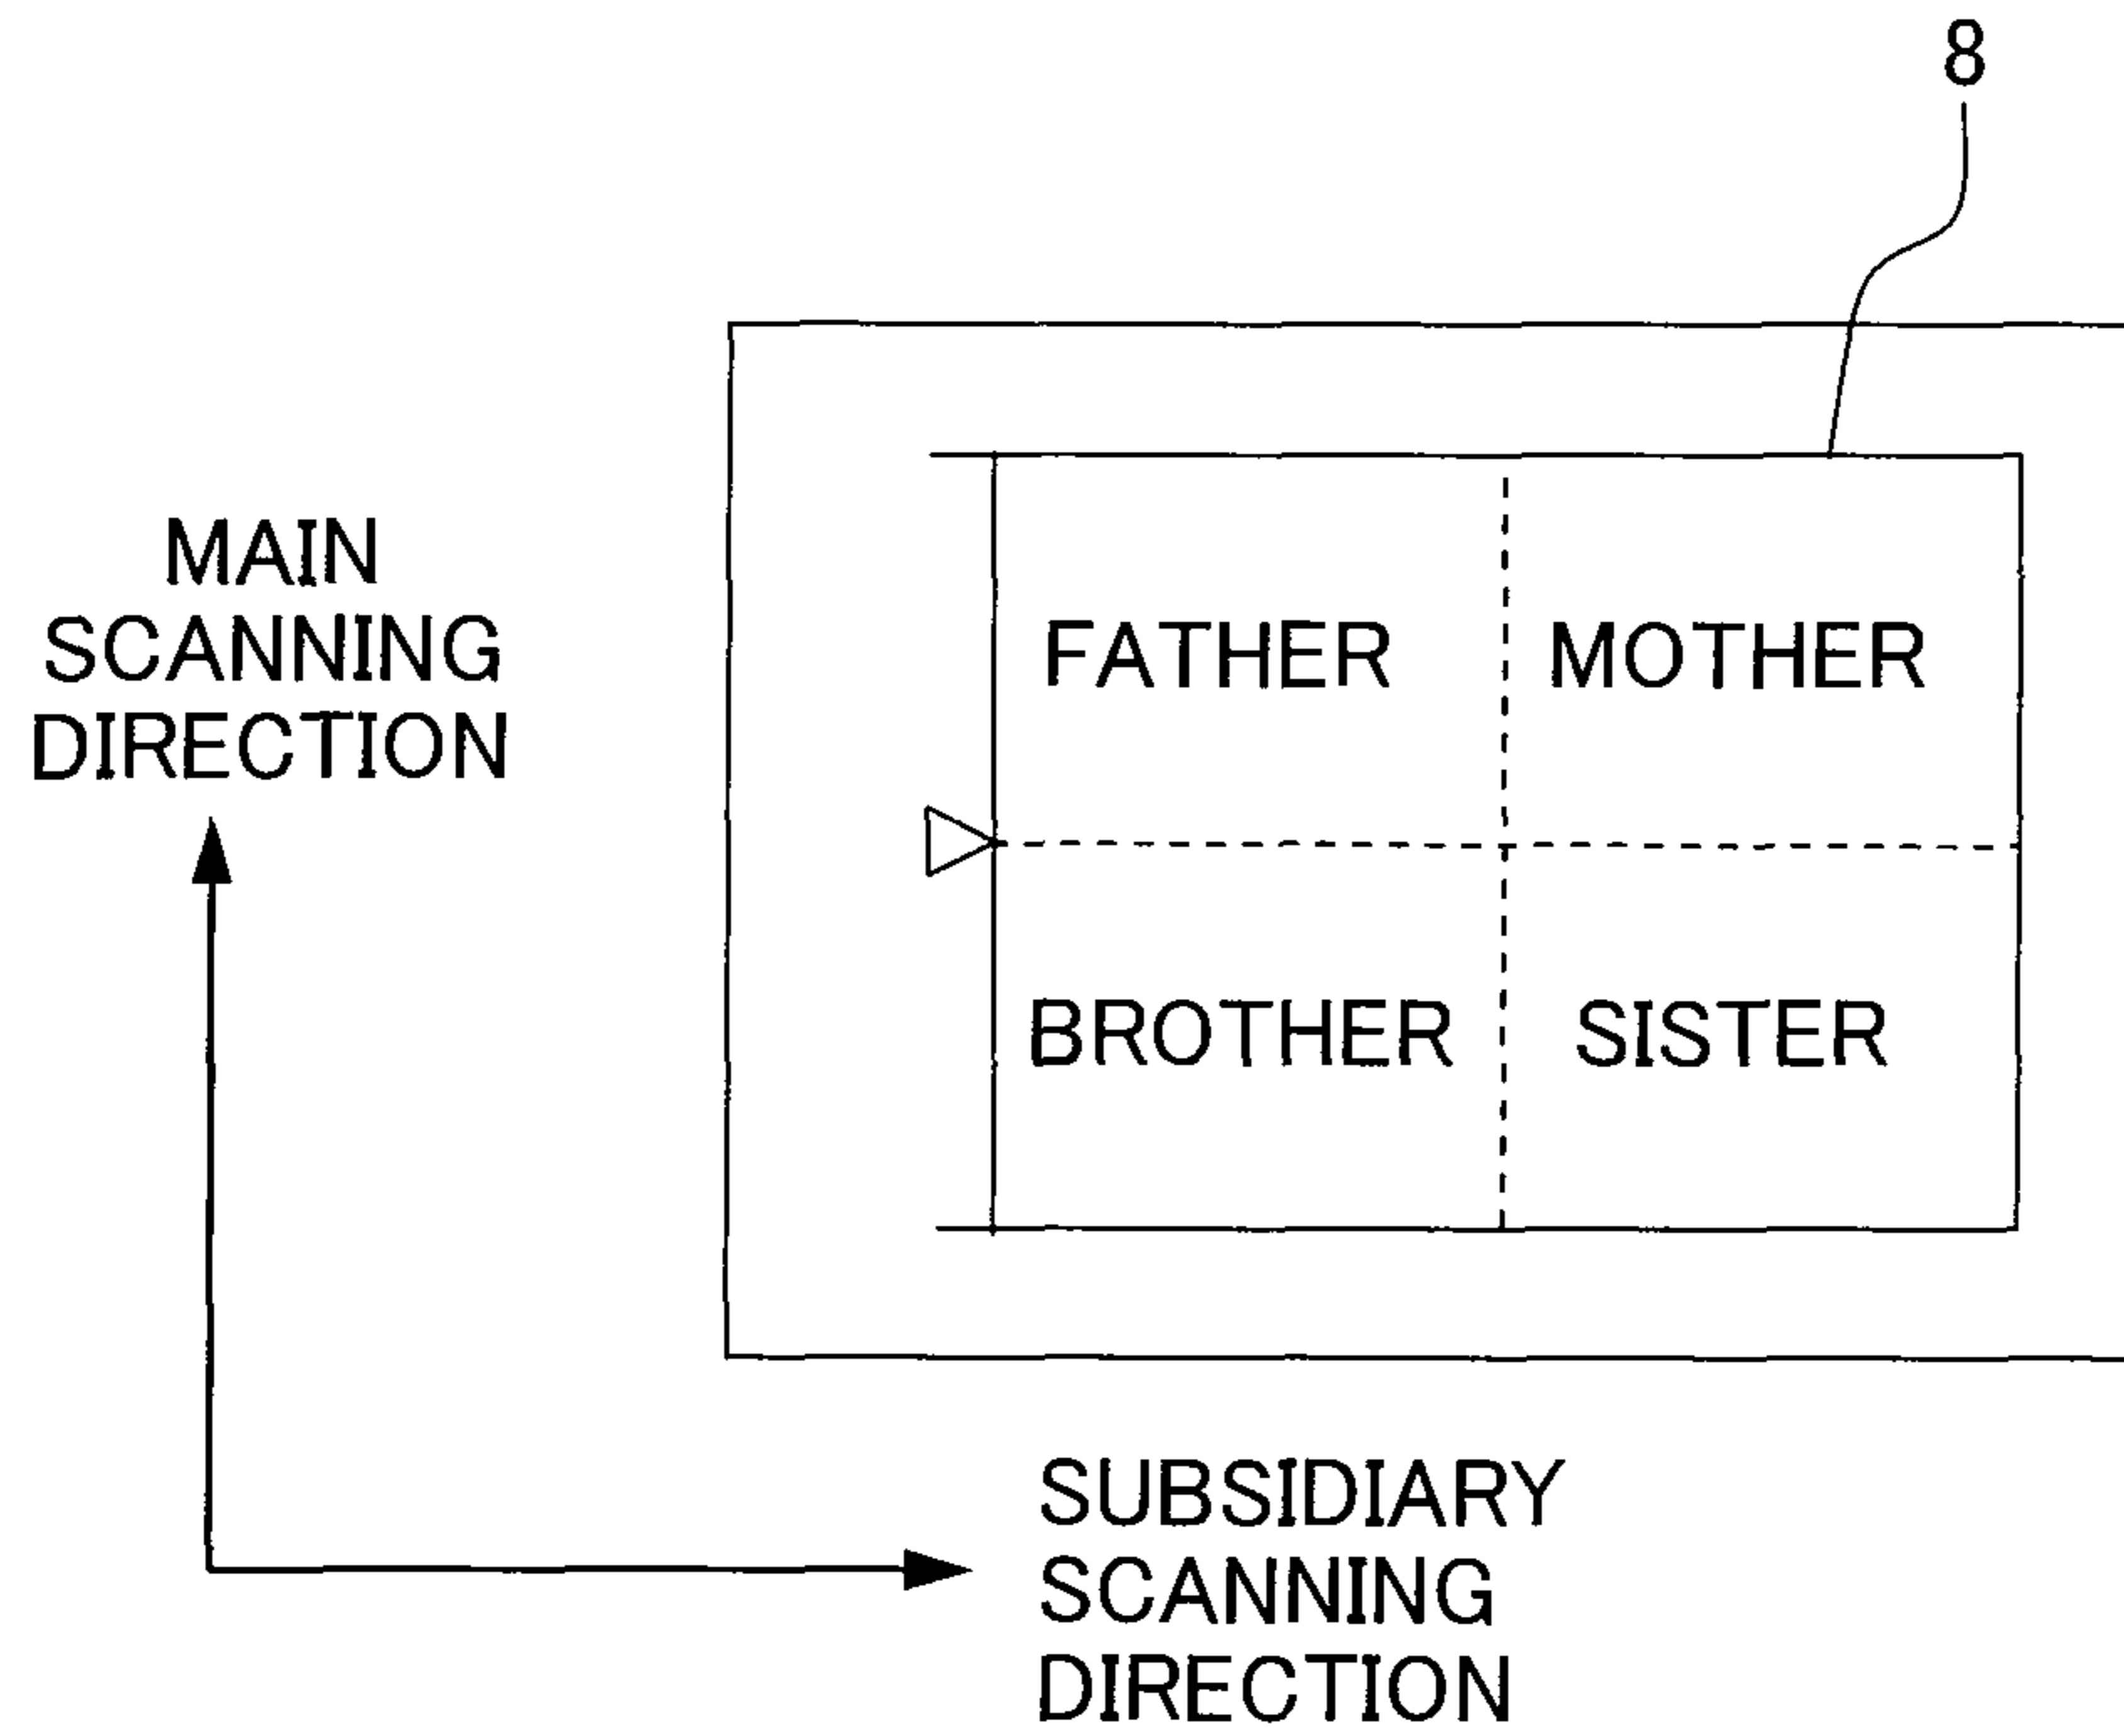 8
MAIN
SCANNING
DIRECTION
FATHER MOTHER
BROTHER SISTER
SUBSIDIARY
SCANNING
DIRECTION